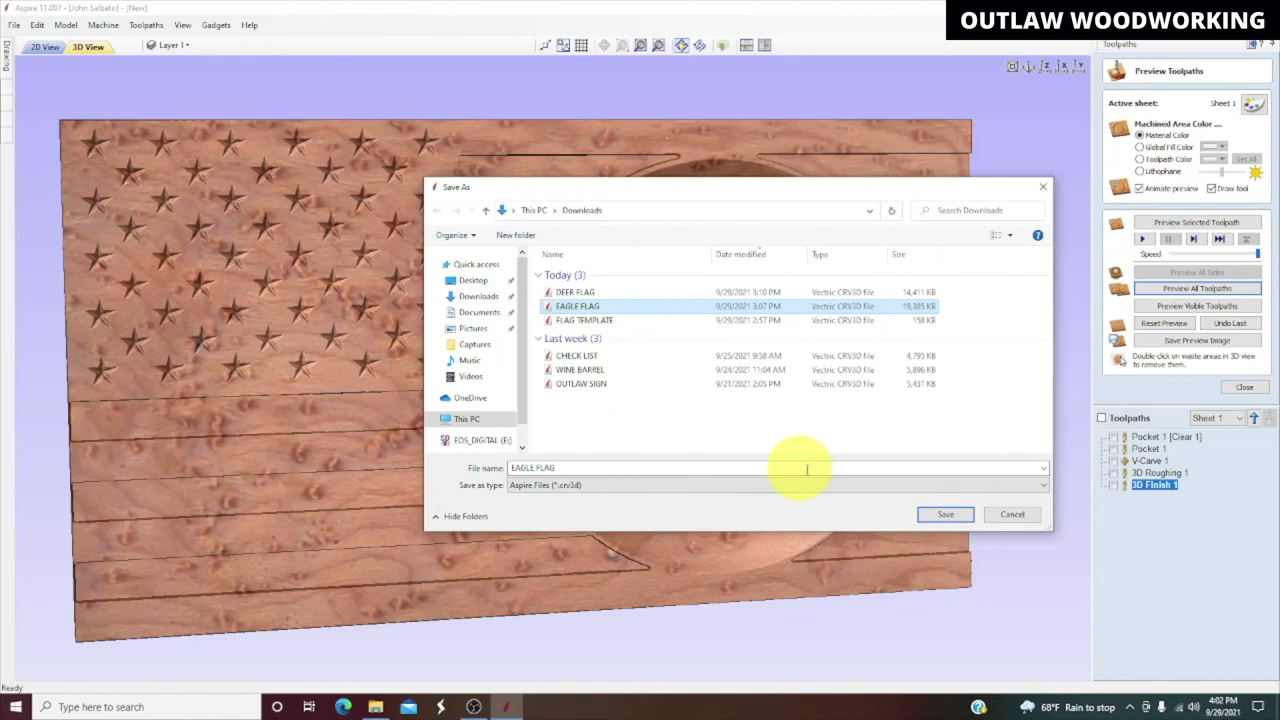 Aspire 11.007 - {John Salbato} - [New]
OUTLAW WOODWORKING
File Edit Model Machine Toolpaths View Gadgets Help
2D View 3D View Layer 1
Drawing
Toolpaths
Preview Toolpaths
Active sheet: Sheet 1
Machined Area Color ....
Material Color
Global Fill Color
Toolpath Color Set All
Lithophane
Animate preview Draw tool
Preview Selected Toolpath
Speed
Preview All Sides
Preview All Toolpaths
Preview Visible Toolpaths
Reset Preview Undo Last
Save Preview Image
Double click on waste areas in 3D view
to remove them.
Close
Toolpaths Sheet 1
Pocket 1 [Clear 1]
Pocket 1
V-Carve 1
3D Roughing 1
3D Finish 1
Save As
This PC > Downloads
Search Downloads
Organize New folder
Name Date modified Type Size
Quick access
Desktop
Downloads
Documents
Pictures
Captures
Music
Videos
OneDrive
This PC
EOS_DIGITAL (E:)
Today (3)
DEER FLAG 9/29/2021 3:10 PM Vectric CRV3D file 14,411 KB
EAGLE FLAG 9/29/2021 3:07 PM Vectric CRV3D file 19,385 KB
FLAG TEMPLATE 9/29/2021 2:57 PM Vectric CRV3D file 158 KB
Last week (3)
CHECK LIST 9/25/2021 9:58 AM Vectric CRV3D file 4,795 KB
WINE BARREL 9/24/2021 11:04 AM Vectric CRV3D file 5,896 KB
OUTLAW SIGN 9/21/2021 2:05 PM Vectric CRV3D file 5,431 KB
File name: EAGLE FLAG
Save as type: Aspire Files (*.crv3d)
Hide Folders
Save Cancel
Ready
Type here to search
68°F Rain to stop
4:02 PM
9/29/2021